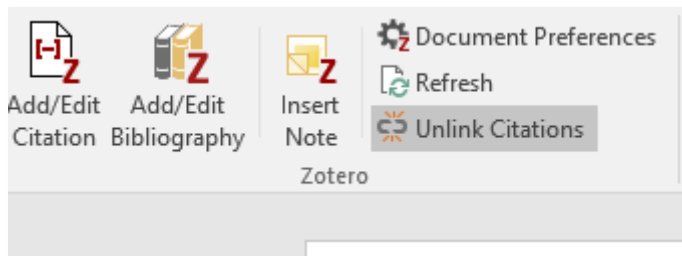 Add/Edit
Citation
Add/Edit
Bibliography
Insert
Note
Document Preferences
Refresh
Unlink Citations
Zotero